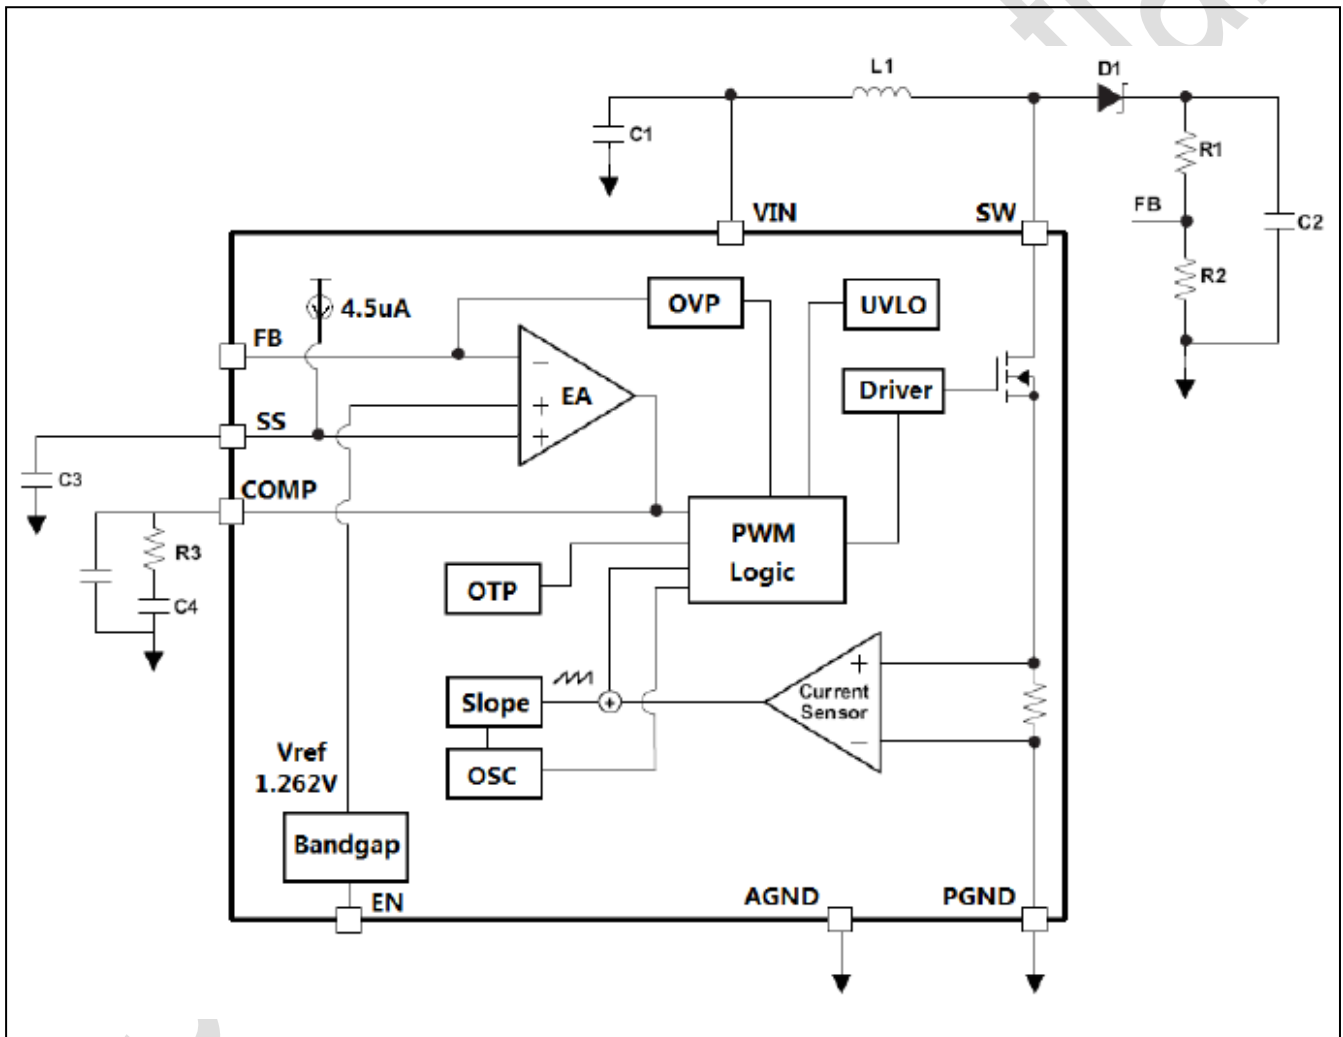 L1
D1
C1
R1
VIN
SW
FB
C2
R2
4.5uA
OVP
UVLO
FB
Driver
EA
SS
C3
COMP
PWM
Logic
R3
OTP
C4
Current
Sensor
Slope
Vref
1.262V
OSC
Bandgap
EN
AGND
PGND